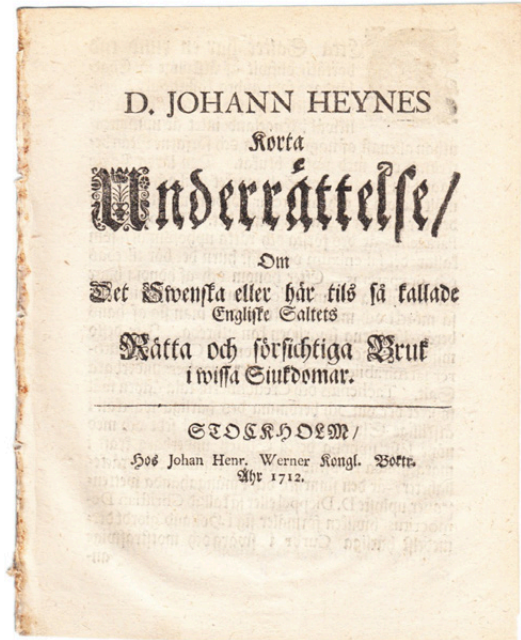 D. JOHANN HEYNES
Korta
Underrättelse/
Om
Det Swenska eller här tils så kallade
Engliske Saltets
Rätta och försichtiga Bruk
i wissa Siukdomar.
STOCKHOLM/
Hos Johan Henr. Werner Kongl. Boktr.
Åhr 1712.